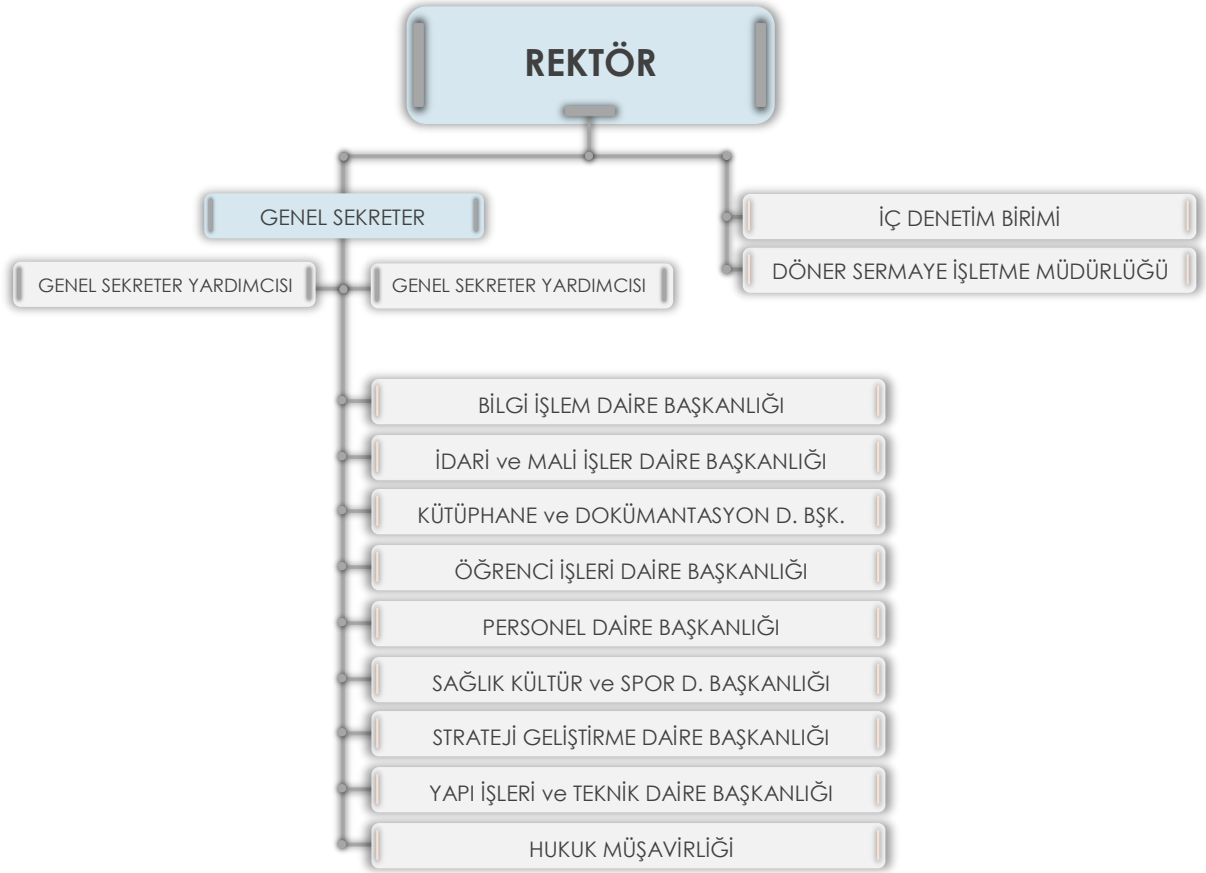 REKTÖR
GENEL SEKRETER
İÇ DENETİM BİRİMİ
DÖNER SERMAYE İŞLETME MÜDÜRLÜĞÜ
GENEL SEKRETER YARDIMCISI
GENEL SEKRETER YARDIMCISI
BİLGİ İŞLEM DAİRE BAŞKANLIĞI
İDARİ ve MALİ İŞLER DAİRE BAŞKANLIĞI
KÜTÜPHANE ve DOKÜMANTASYON D. BŞK.
ÖĞRENCİ İŞLERİ DAİRE BAŞKANLIĞI
PERSONEL DAİRE BAŞKANLIĞI
SAĞLIK KÜLTÜR ve SPOR D. BAŞKANLIĞI
STRATEJİ GELİŞTİRME DAİRE BAŞKANLIĞI
YAPI İŞLERİ ve TEKNİK DAİRE BAŞKANLIĞI
HUKUK MÜŞAVİRLİĞİ